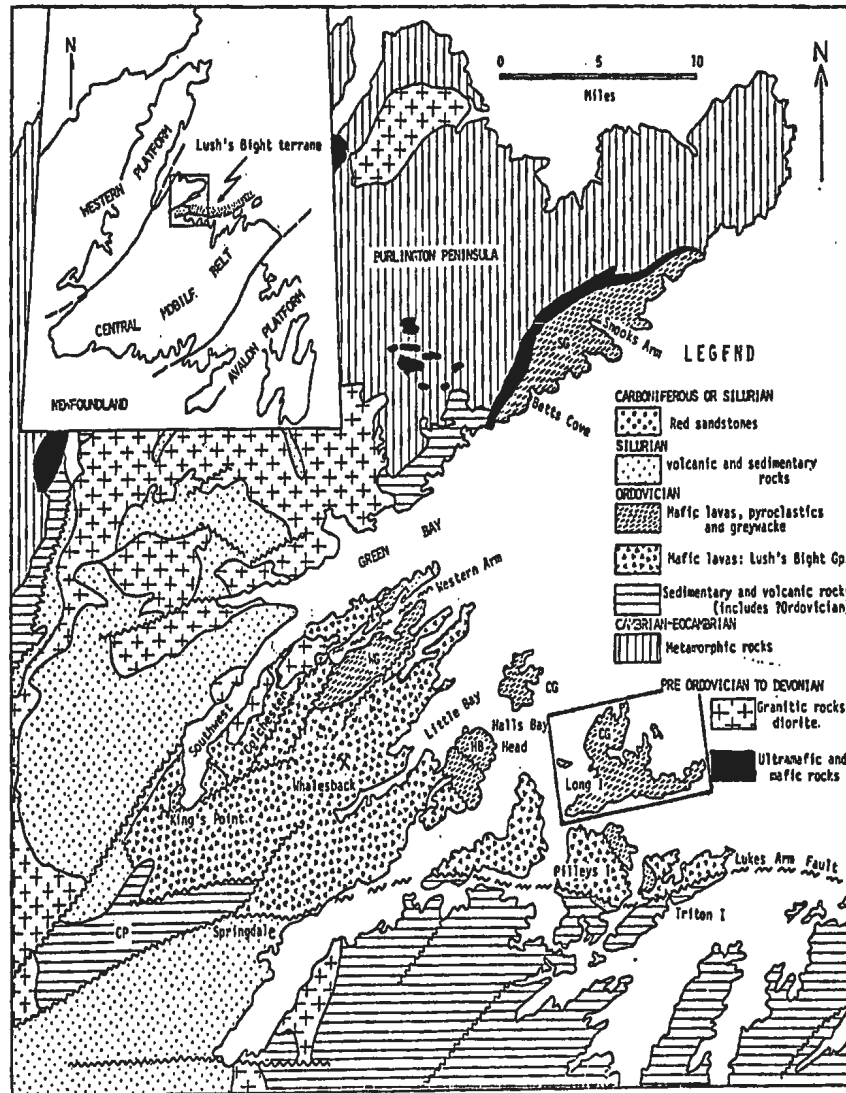 N
WESTERN PLATFORM
Lush's Bight terrane
CENTRAL MOBILE BELT
AVALON PLATFORM
NEWFOUNDLAND
0 5 10
Miles
N
PURLINGTON PENINSULA
SG
Snooks Arm
Betts Cove
LEGEND
CARBONIFEROUS OR SILURIAN
Red sandstones
SILURIAN
volcanic and sedimentary
rocks
ORDOVICIAN
Mafic lavas, pyroclastics
and greywacke
Mafic lavas: Lush's Bight Gp.
Sedimentary and volcanic rock
(includes ?Ordovician)
CAMBRIAN-EOCAMBRIAN
Metamorphic rocks
PRE ORDOVICIAN TO DEVONIAN
Granitic rocks
diorite.
Ultramafic and
mafic rocks
GREEN BAY
Western Arm
Southwest
CG
Little Bay
Halls Bay
Head
HB
Whalesback
King's Point
CG
Long I
Pilleys I
Lukes Arm Fault
Triton I
CP
Springdale